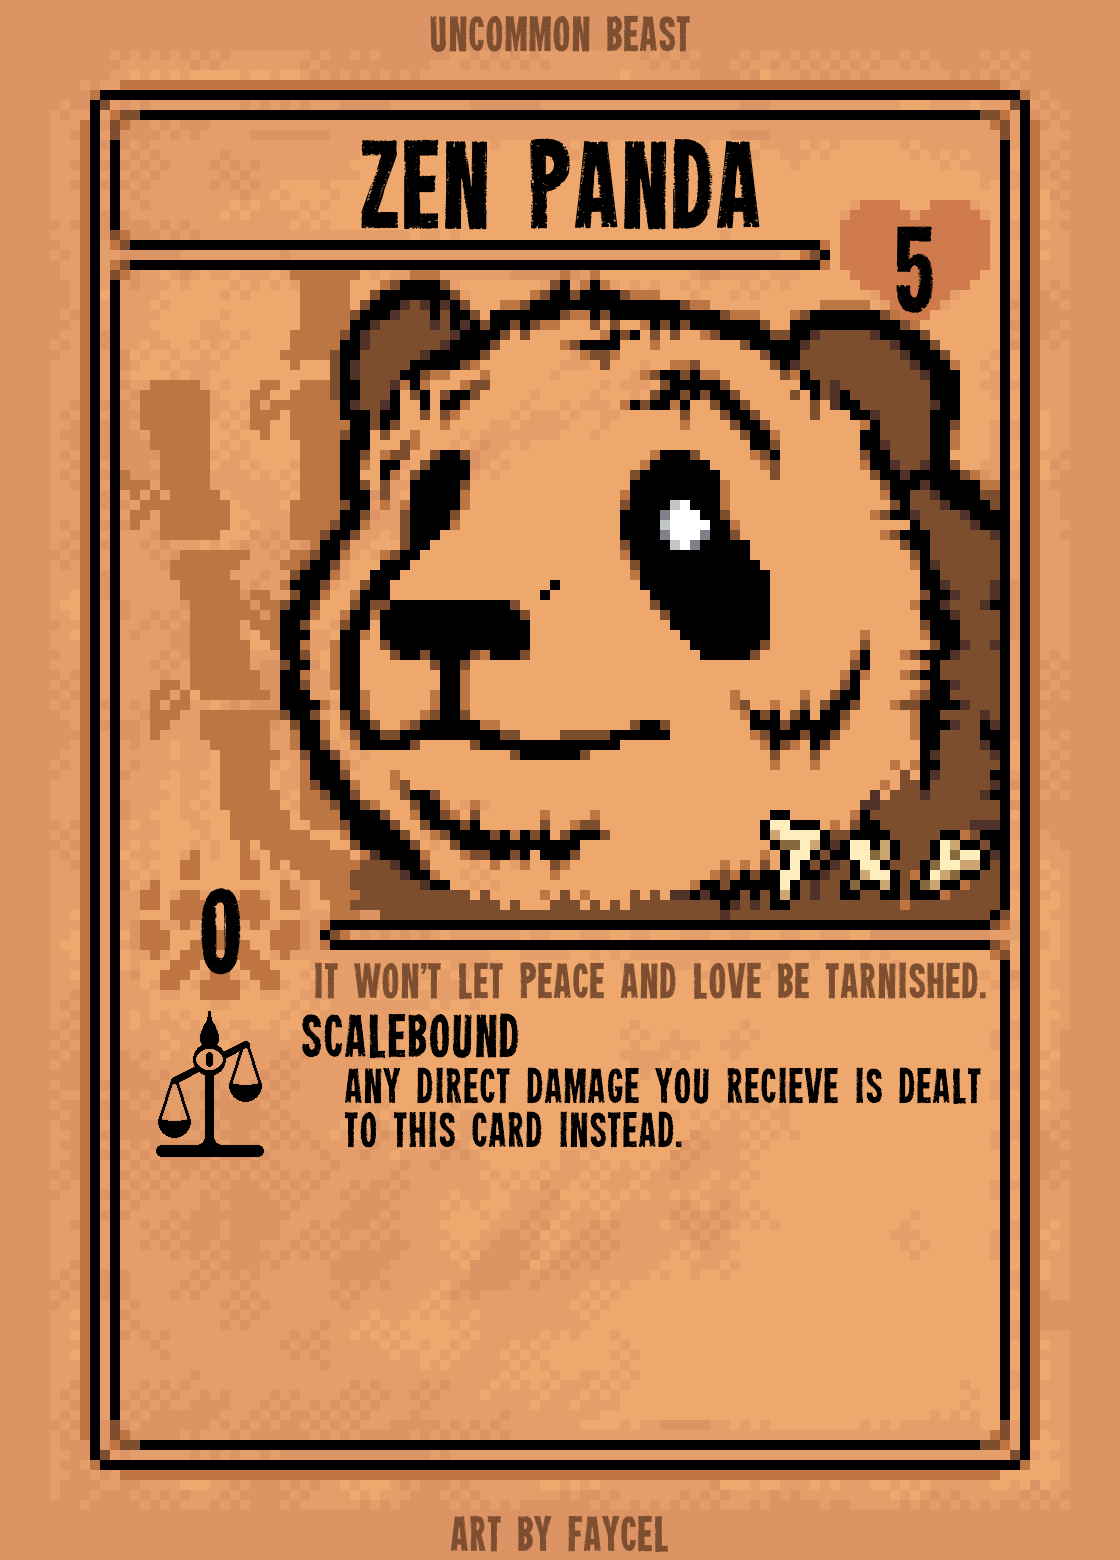 UNCOMMON BEAST
ZEN PANDA
5
0
IT WON'T LET PEACE AND LOVE BE TARNISHED.
SCALEBOUND
ANY DIRECT DAMAGE YOU RECIEVE IS DEALT
TO THIS CARD INSTEAD.
ART BY FAYCEL